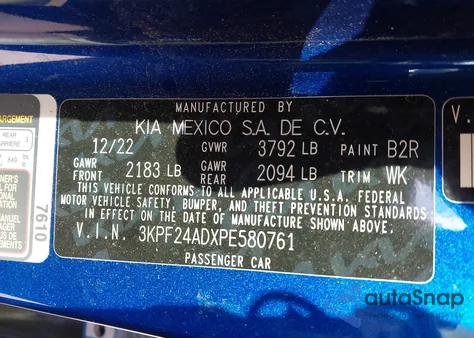 MANUFACTURED BY
KIA MEXICO S.A. DE C.V.
12/22 GVWR 3792 LB PAINT B2R
GAWR FRONT 2183 LB GAWR REAR 2094 LB TRIM WK
THIS VEHICLE CONFORMS TO ALL APPLICABLE U.S.A. FEDERAL
MOTOR VEHICLE SAFETY, BUMPER, AND THEFT PREVENTION STANDARDS
IN EFFECT ON THE DATE OF MANUFACTURE SHOWN ABOVE.
V.I.N. 3KPF24ADXPE580761
PASSENGER CAR
7610
REAR
MANUEL
autoSnap